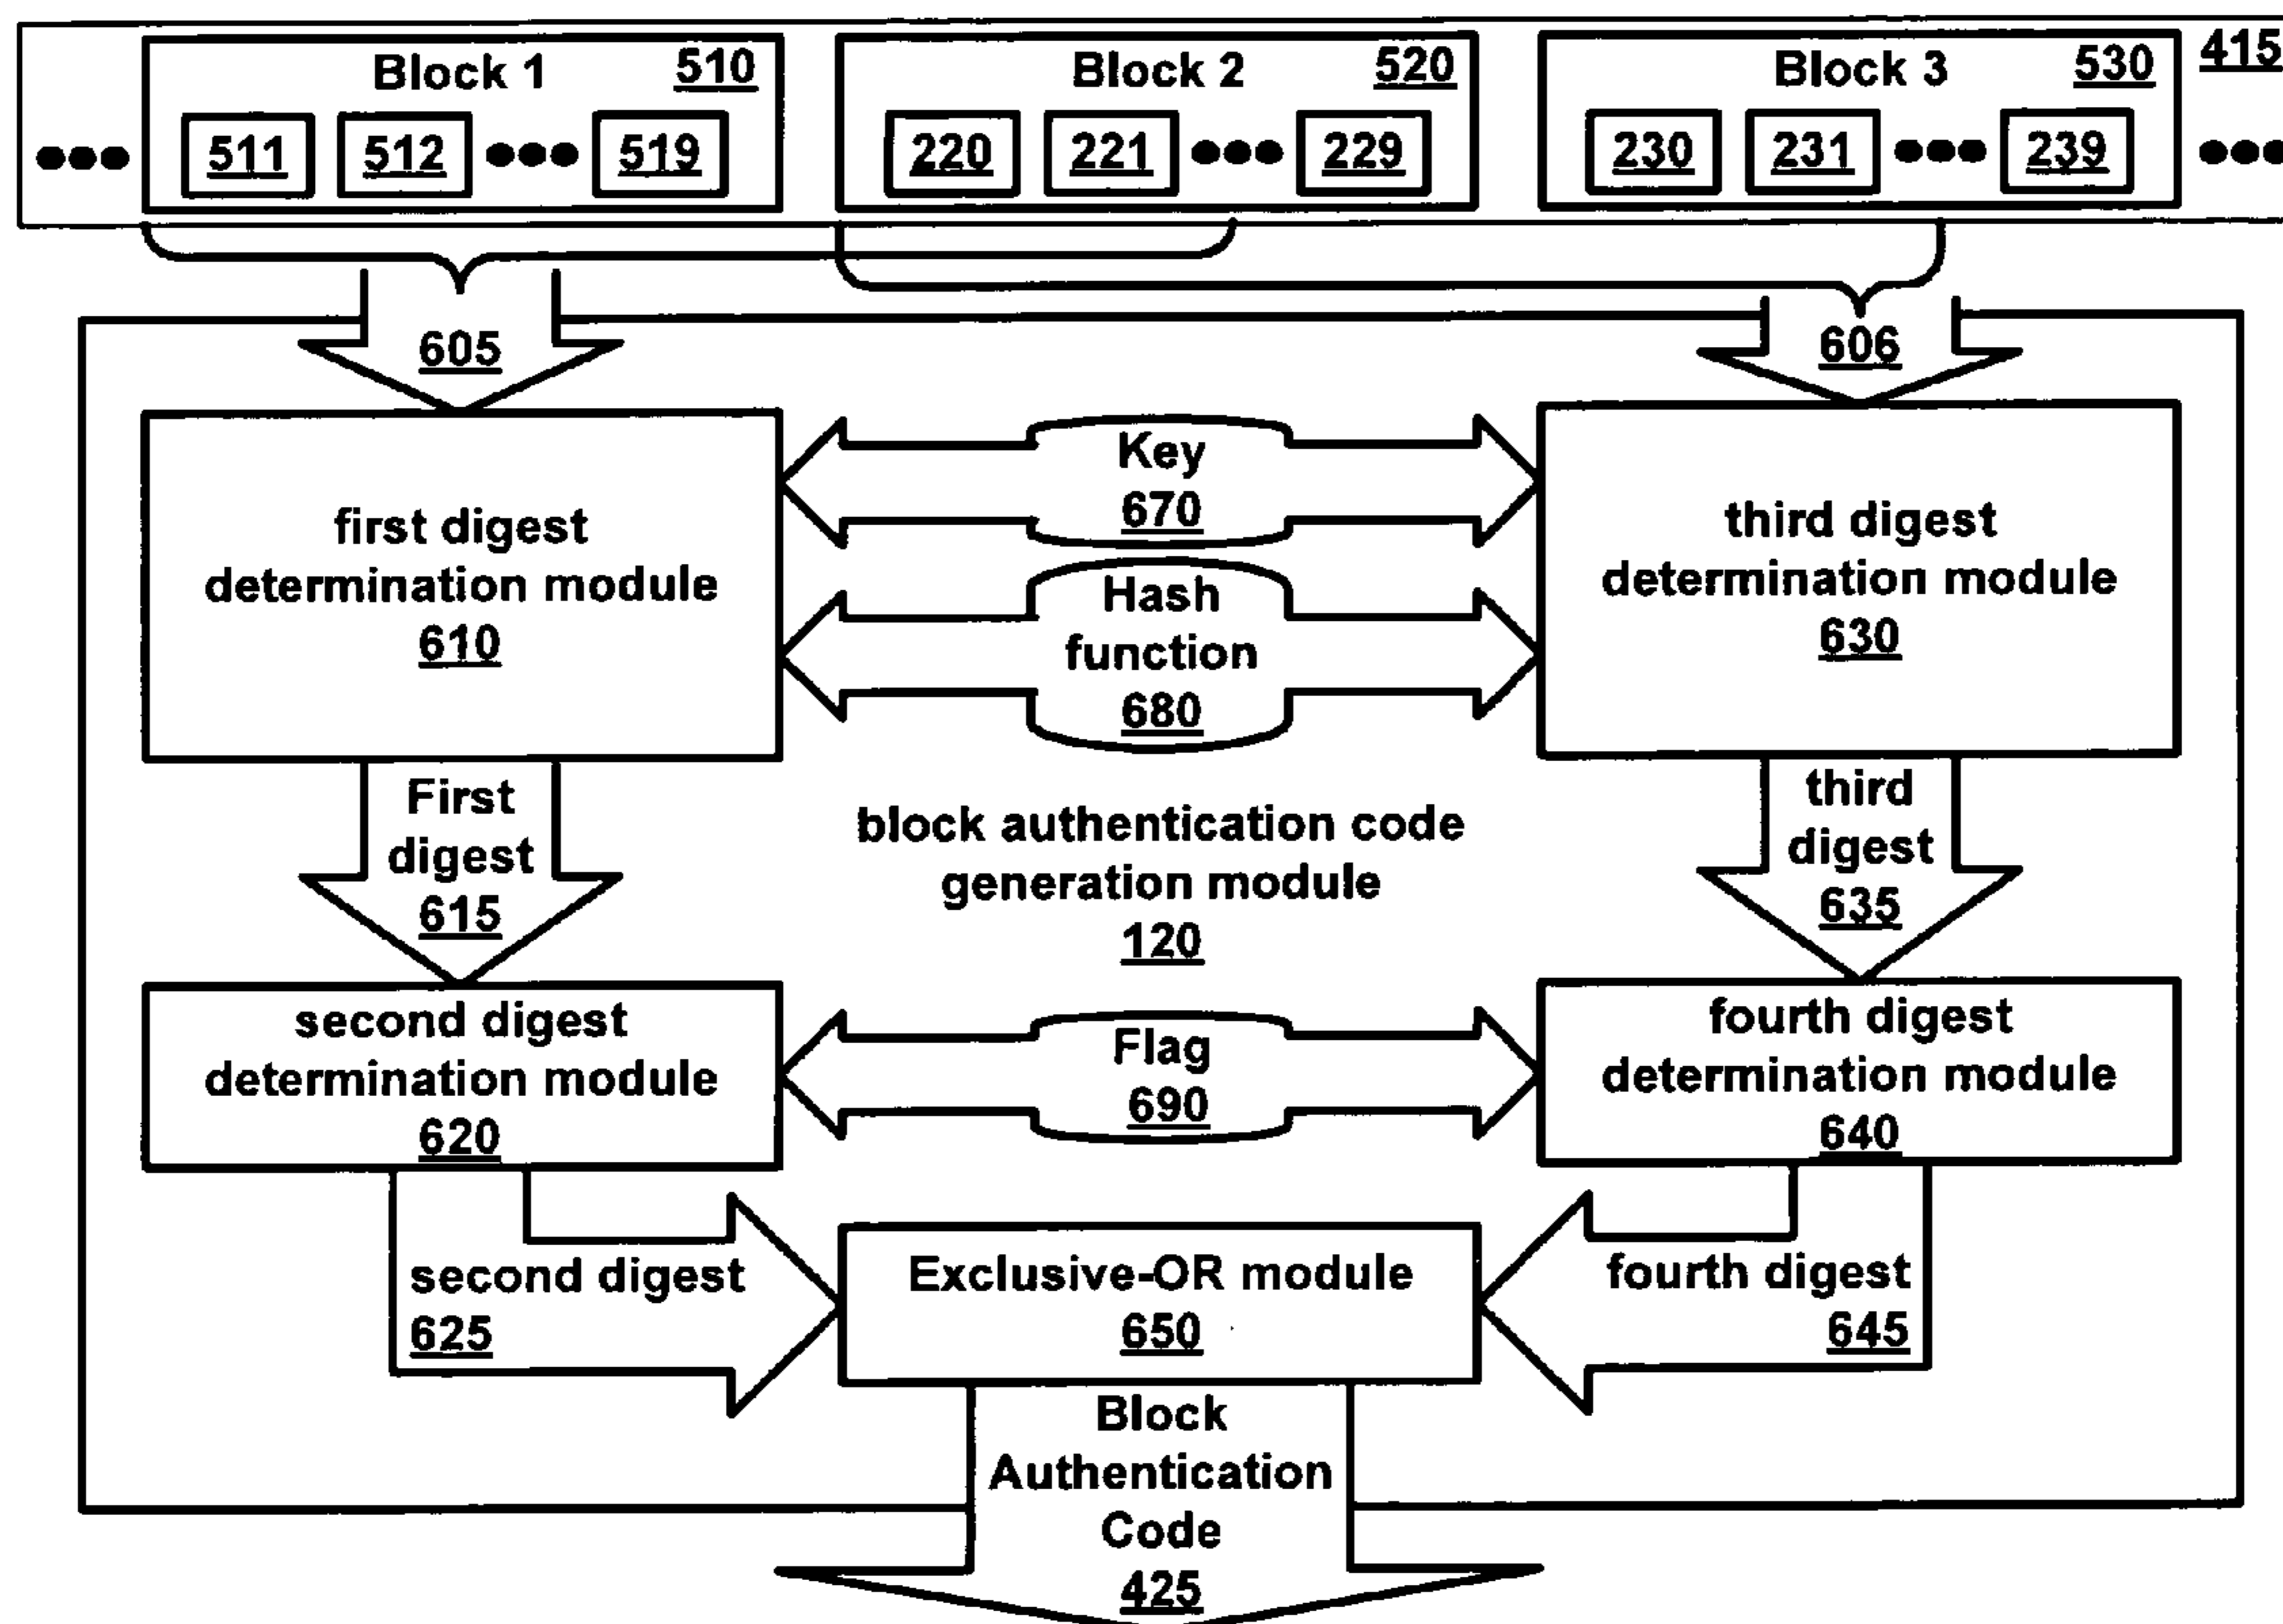 Block 1 510
Block 2 520
Block 3 530
415
511 512 519
220 221 229
230 231 239
605
606
first digest
determination module
610
Key
670
Hash
function
680
third digest
determination module
630
First
digest
615
block authentication code
generation module
120
third
digest
635
second digest
determination module
620
Flag
690
fourth digest
determination module
640
second digest
625
Exclusive-OR module
650
fourth digest
645
Block
Authentication
Code
425